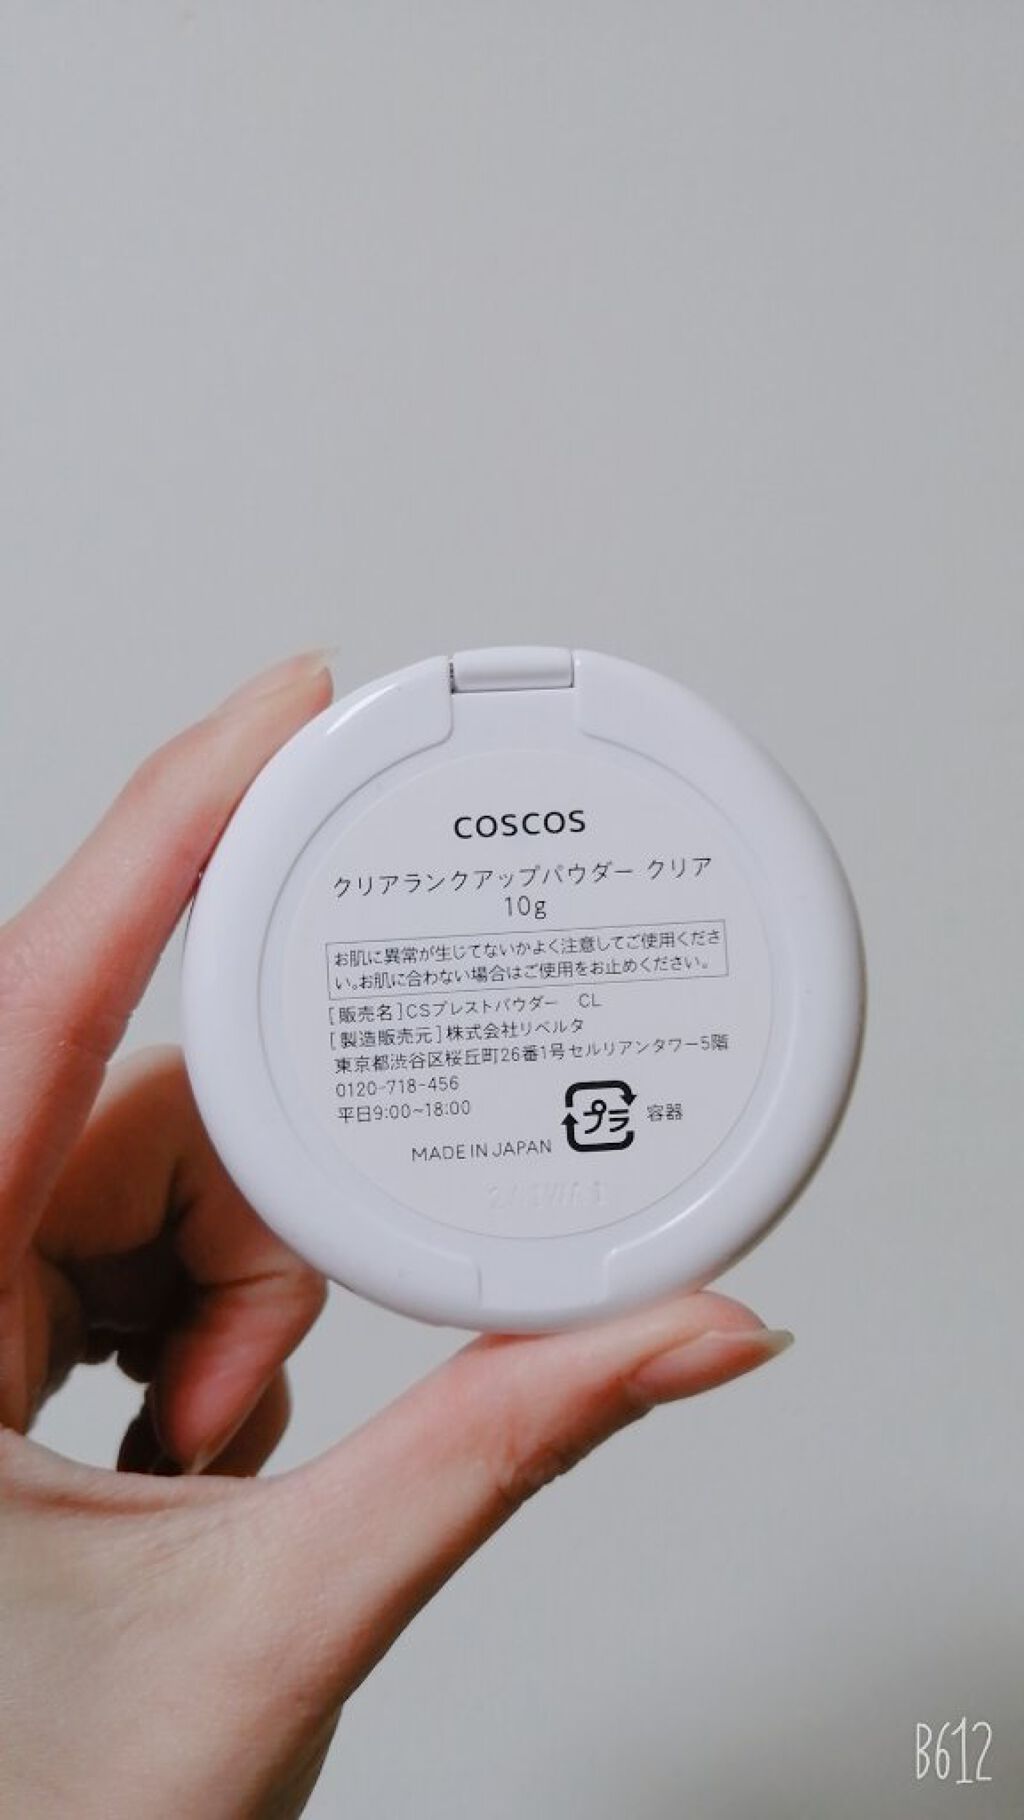 COSCOS
クリアランクアップパウダー クリア
10g
お肌に異常が生じてないかよく注意してご使用くださ
い。お肌に合わない場合はご使用をお止めください。
[販売名]CSプレストパウダー CL
[製造販売元]株式会社リベルタ
東京都渋谷区桜丘町26番1号セルリアンタワー5階
0120-718-456
平日9:00~18:00
プラ 容器
MADE IN JAPAN
B612